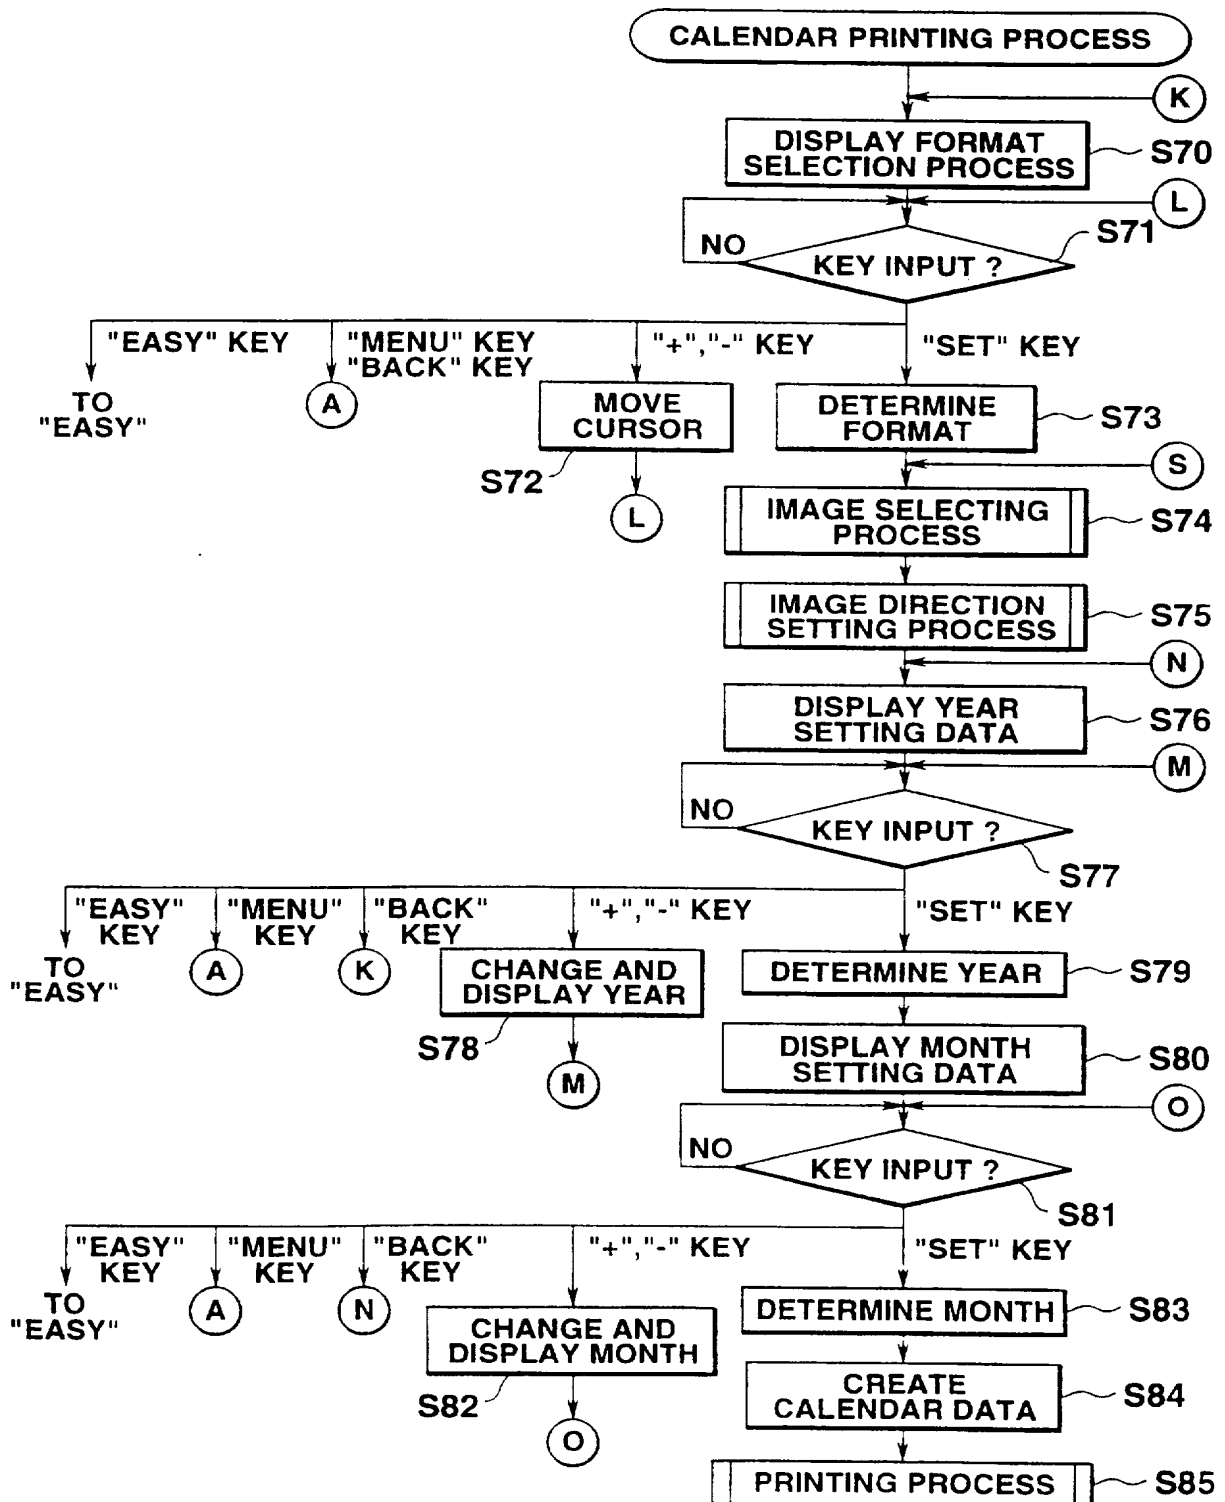 CALENDAR PRINTING PROCESS
K
DISPLAY FORMAT
SELECTION PROCESS
S70
L
S71
NO
KEY INPUT ?
"EASY" KEY
"MENU" KEY
"BACK" KEY
"+","-" KEY
"SET" KEY
TO
"EASY"
A
MOVE
CURSOR
S72
L
DETERMINE
FORMAT
S73
S
IMAGE SELECTING
PROCESS
S74
IMAGE DIRECTION
SETTING PROCESS
S75
N
DISPLAY YEAR
SETTING DATA
S76
M
NO
KEY INPUT ?
S77
"EASY"
KEY
"MENU"
KEY
"BACK"
KEY
"+","-" KEY
"SET" KEY
TO
"EASY"
A
K
CHANGE AND
DISPLAY YEAR
S78
M
DETERMINE YEAR
S79
DISPLAY MONTH
SETTING DATA
S80
O
NO
KEY INPUT ?
S81
"EASY"
KEY
"MENU"
KEY
"BACK"
KEY
"+","-" KEY
"SET" KEY
TO
"EASY"
A
N
CHANGE AND
DISPLAY MONTH
S82
O
DETERMINE MONTH
S83
CREATE
CALENDAR DATA
S84
PRINTING PROCESS
S85